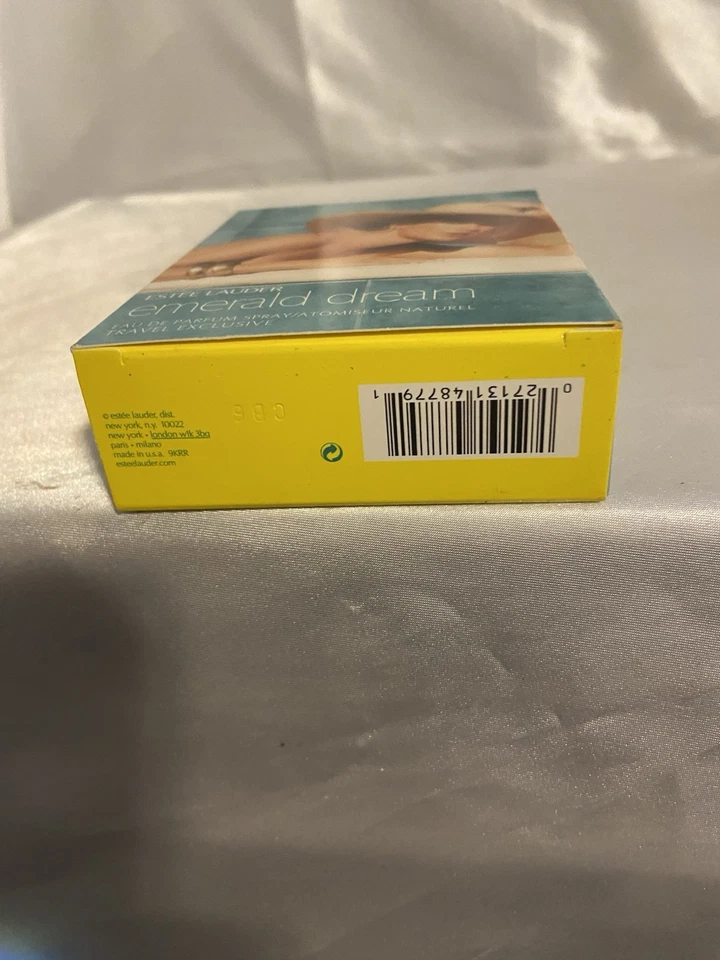 ESTEE LAUDER
emerald dream
EAU DE PARFUM SPRAY/ATOMISEUR NATUREL
TRAVEL EXCLUSIVE
© estée lauder, dist.
new york, n.y. 10022
new york • london w1k 3bq
paris • milano
made in u.s.a. 9KRR
esteelauder.com
0 27131 48779 1